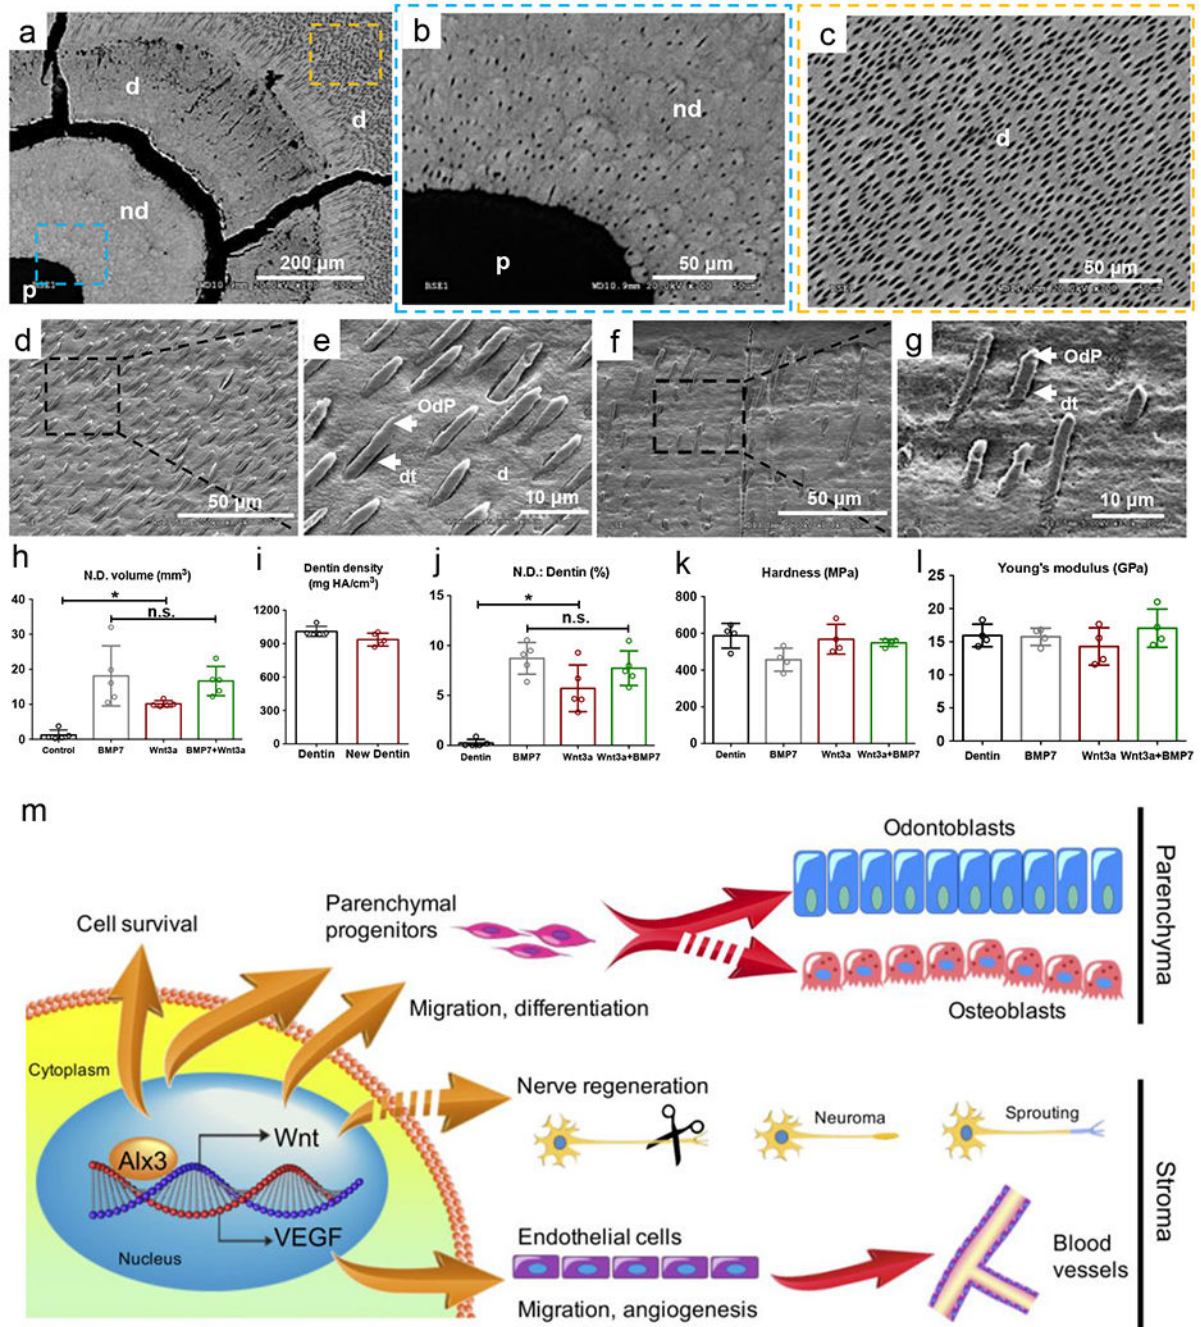 a
d
d
nd
p
200 µm
BSE1
b
nd
p
50 µm
BSE1
c
d
50 µm
d
50 µm
e
OdP
dt
d
10 µm
f
50 µm
g
OdP
dt
10 µm
h
N.D. volume (mm³)
*
n.s.
40
30
20
10
0
Control
BMP7
Wnt3a
BMP7+Wnt3a
i
Dentin density
(mg HA/cm³)
1200
900
600
300
0
Dentin
New Dentin
j
N.D.: Dentin (%)
*
n.s.
15
10
5
0
Dentin
BMP7
Wnt3a
Wnt3a+BMP7
k
Hardness (MPa)
800
600
400
200
0
Dentin
BMP7
Wnt3a
Wnt3a+BMP7
l
Young's modulus (GPa)
25
20
15
10
5
0
Dentin
BMP7
Wnt3a
Wnt3a+BMP7
m
Odontoblasts
Parenchyma
Cell survival
Parenchymal
progenitors
Migration, differentiation
Osteoblasts
Cytoplasm
Nerve regeneration
Neuroma
Sprouting
Wnt
Alx3
VEGF
Nucleus
Stroma
Endothelial cells
Migration, angiogenesis
Blood
vessels